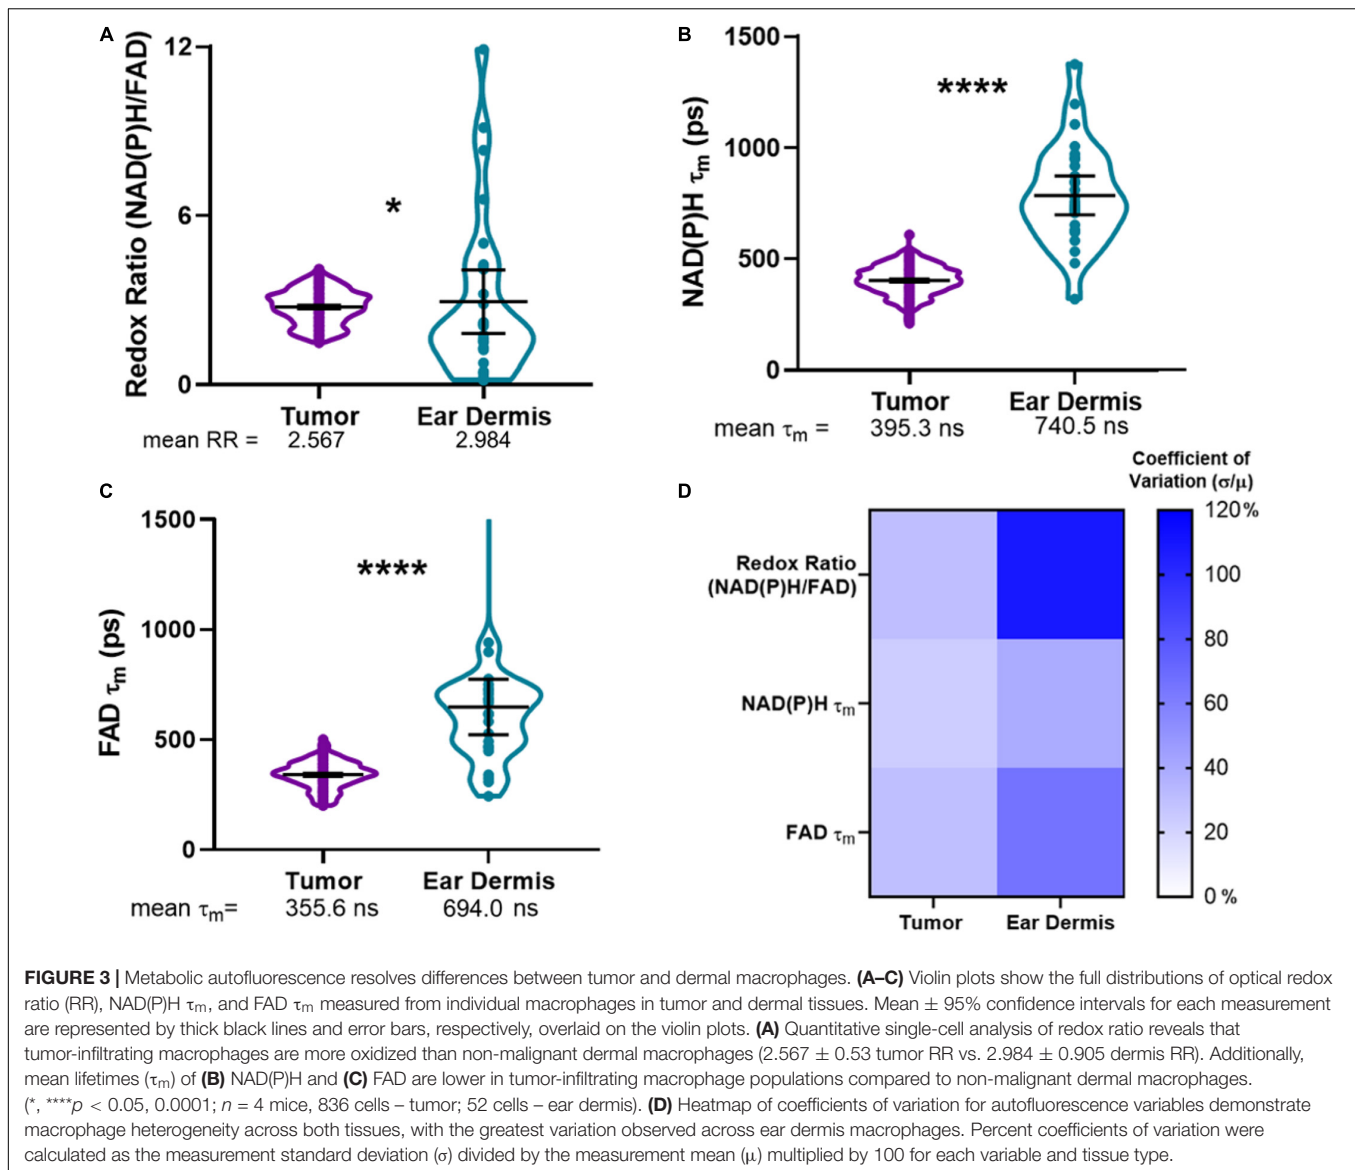 A
Redox Ratio (NAD(P)H/FAD)
12
6
0
*
Tumor
Ear Dermis
mean RR = 2.567 2.984
B
NAD(P)H τm (ps)
1500
1000
500
0
****
Tumor
Ear Dermis
mean τm = 395.3 ns 740.5 ns
C
FAD τm (ps)
1500
1000
500
0
****
Tumor
Ear Dermis
mean τm= 355.6 ns 694.0 ns
D
Coefficient of
Variation (σ/μ)
Redox Ratio
(NAD(P)H/FAD)
NAD(P)H τm
FAD τm
Tumor
Ear Dermis
120%
100
80
60
40
20
0 %
FIGURE 3 | Metabolic autofluorescence resolves differences between tumor and dermal macrophages. (A–C) Violin plots show the full distributions of optical redox
ratio (RR), NAD(P)H τm, and FAD τm measured from individual macrophages in tumor and dermal tissues. Mean ± 95% confidence intervals for each measurement
are represented by thick black lines and error bars, respectively, overlaid on the violin plots. (A) Quantitative single-cell analysis of redox ratio reveals that
tumor-infiltrating macrophages are more oxidized than non-malignant dermal macrophages (2.567 ± 0.53 tumor RR vs. 2.984 ± 0.905 dermis RR). Additionally,
mean lifetimes (τm) of (B) NAD(P)H and (C) FAD are lower in tumor-infiltrating macrophage populations compared to non-malignant dermal macrophages.
(*, ****p < 0.05, 0.0001; n = 4 mice, 836 cells – tumor; 52 cells – ear dermis). (D) Heatmap of coefficients of variation for autofluorescence variables demonstrate
macrophage heterogeneity across both tissues, with the greatest variation observed across ear dermis macrophages. Percent coefficients of variation were
calculated as the measurement standard deviation (σ) divided by the measurement mean (μ) multiplied by 100 for each variable and tissue type.